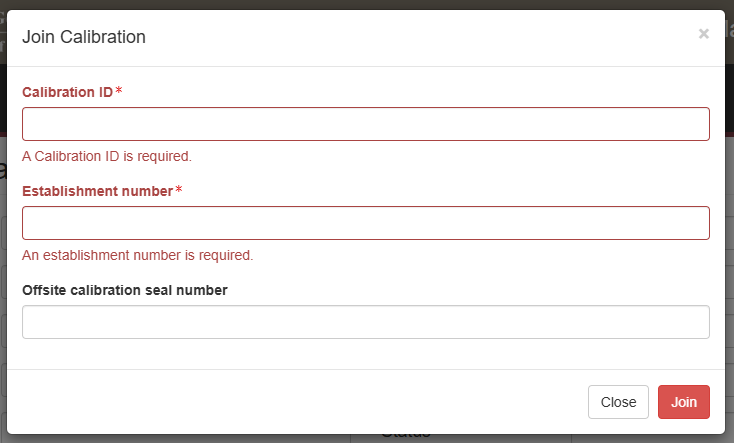 Join Calibration
×
Calibration ID*
A Calibration ID is required.
Establishment number*
An establishment number is required.
Offsite calibration seal number
Close
Join
Status